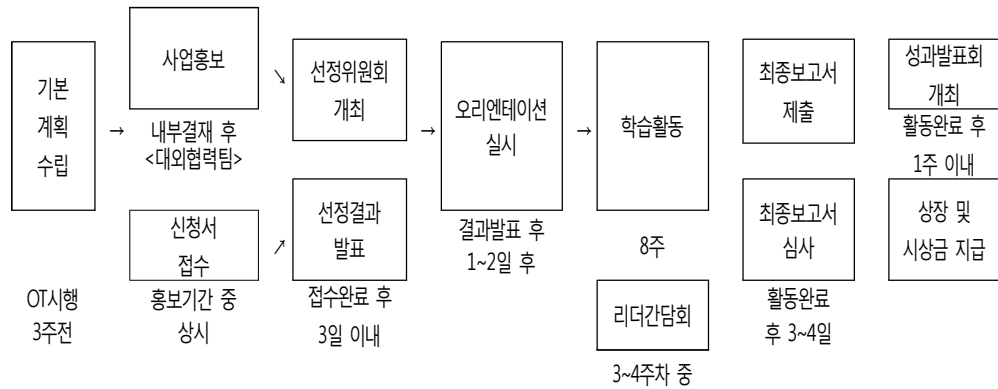 기본
계획
수립
OT시행
3주전
→
사업홍보
내부결재 후
<대외협력팀>
신청서
접수
홍보기간 중
상시
↘
↗
선정위원회
개최
선정결과
발표
접수완료 후
3일 이내
→
오리엔테이션
실시
결과발표 후
1~2일 후
→
학습활동
8주
리더간담회
3~4주차 중
최종보고서
제출
최종보고서
심사
활동완료
후 3~4일
성과발표회
개최
활동완료 후
1주 이내
상장 및
시상금 지급